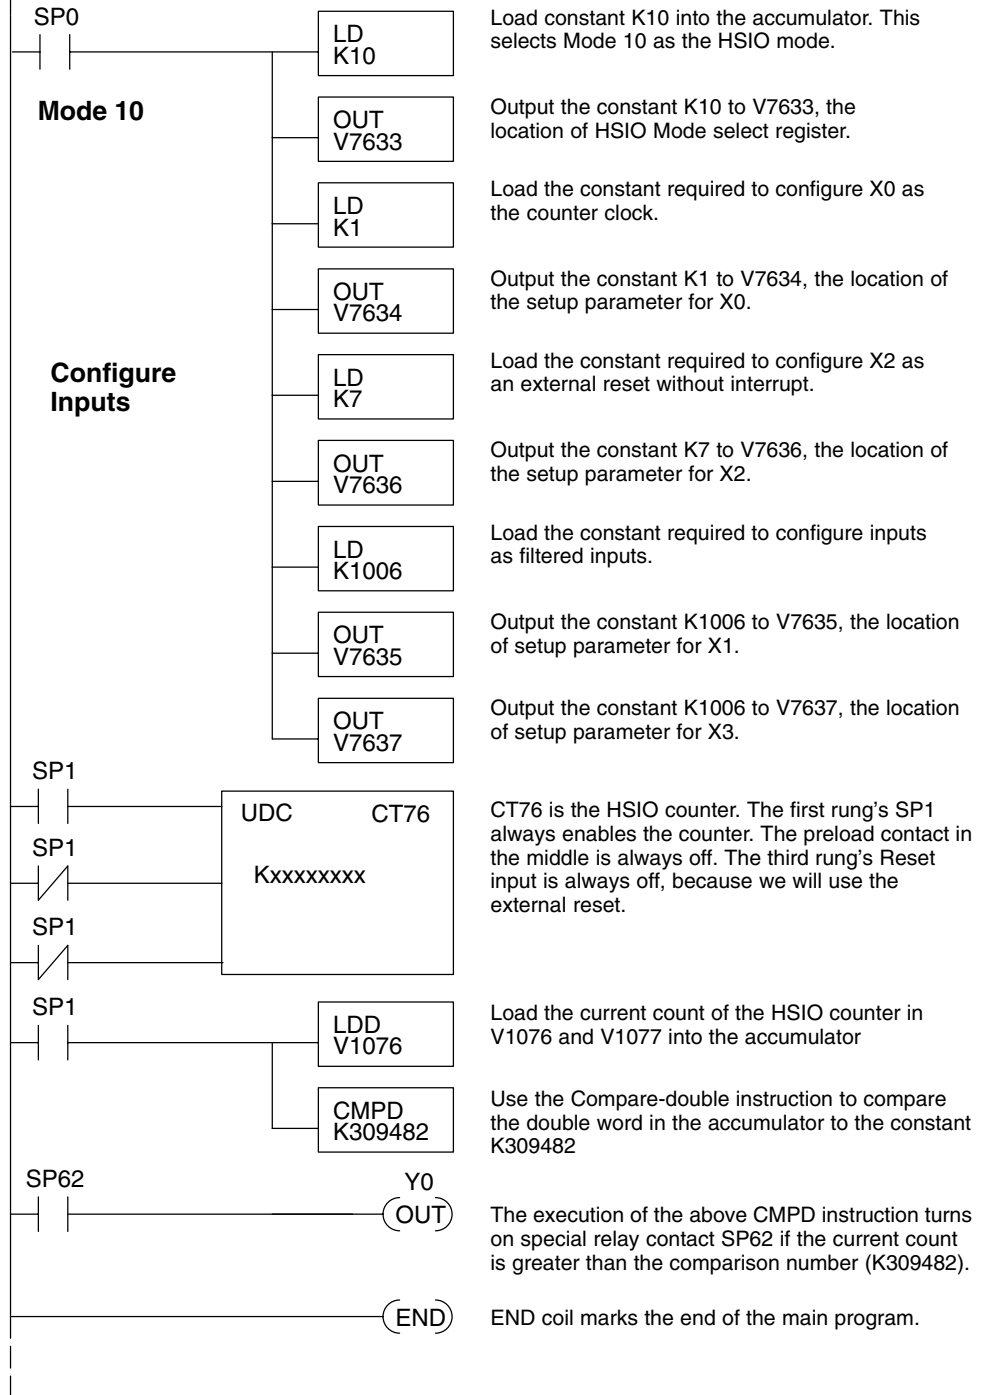 SP0
LD
K10
Load constant K10 into the accumulator. This
selects Mode 10 as the HSIO mode.
Mode 10
OUT
V7633
Output the constant K10 to V7633, the
location of HSIO Mode select register.
LD
K1
Load the constant required to configure X0 as
the counter clock.
OUT
V7634
Output the constant K1 to V7634, the location of
the setup parameter for X0.
Configure
Inputs
LD
K7
Load the constant required to configure X2 as
an external reset without interrupt.
OUT
V7636
Output the constant K7 to V7636, the location of
the setup parameter for X2.
LD
K1006
Load the constant required to configure inputs
as filtered inputs.
OUT
V7635
Output the constant K1006 to V7635, the location
of setup parameter for X1.
OUT
V7637
Output the constant K1006 to V7637, the location
of setup parameter for X3.
SP1
UDC CT76
Kxxxxxxxx
SP1
SP1
CT76 is the HSIO counter. The first rung's SP1
always enables the counter. The preload contact in
the middle is always off. The third rung's Reset
input is always off, because we will use the
external reset.
SP1
LDD
V1076
Load the current count of the HSIO counter in
V1076 and V1077 into the accumulator
CMPD
K309482
Use the Compare-double instruction to compare
the double word in the accumulator to the constant
K309482
SP62
Y0
OUT
The execution of the above CMPD instruction turns
on special relay contact SP62 if the current count
is greater than the comparison number (K309482).
END
END coil marks the end of the main program.